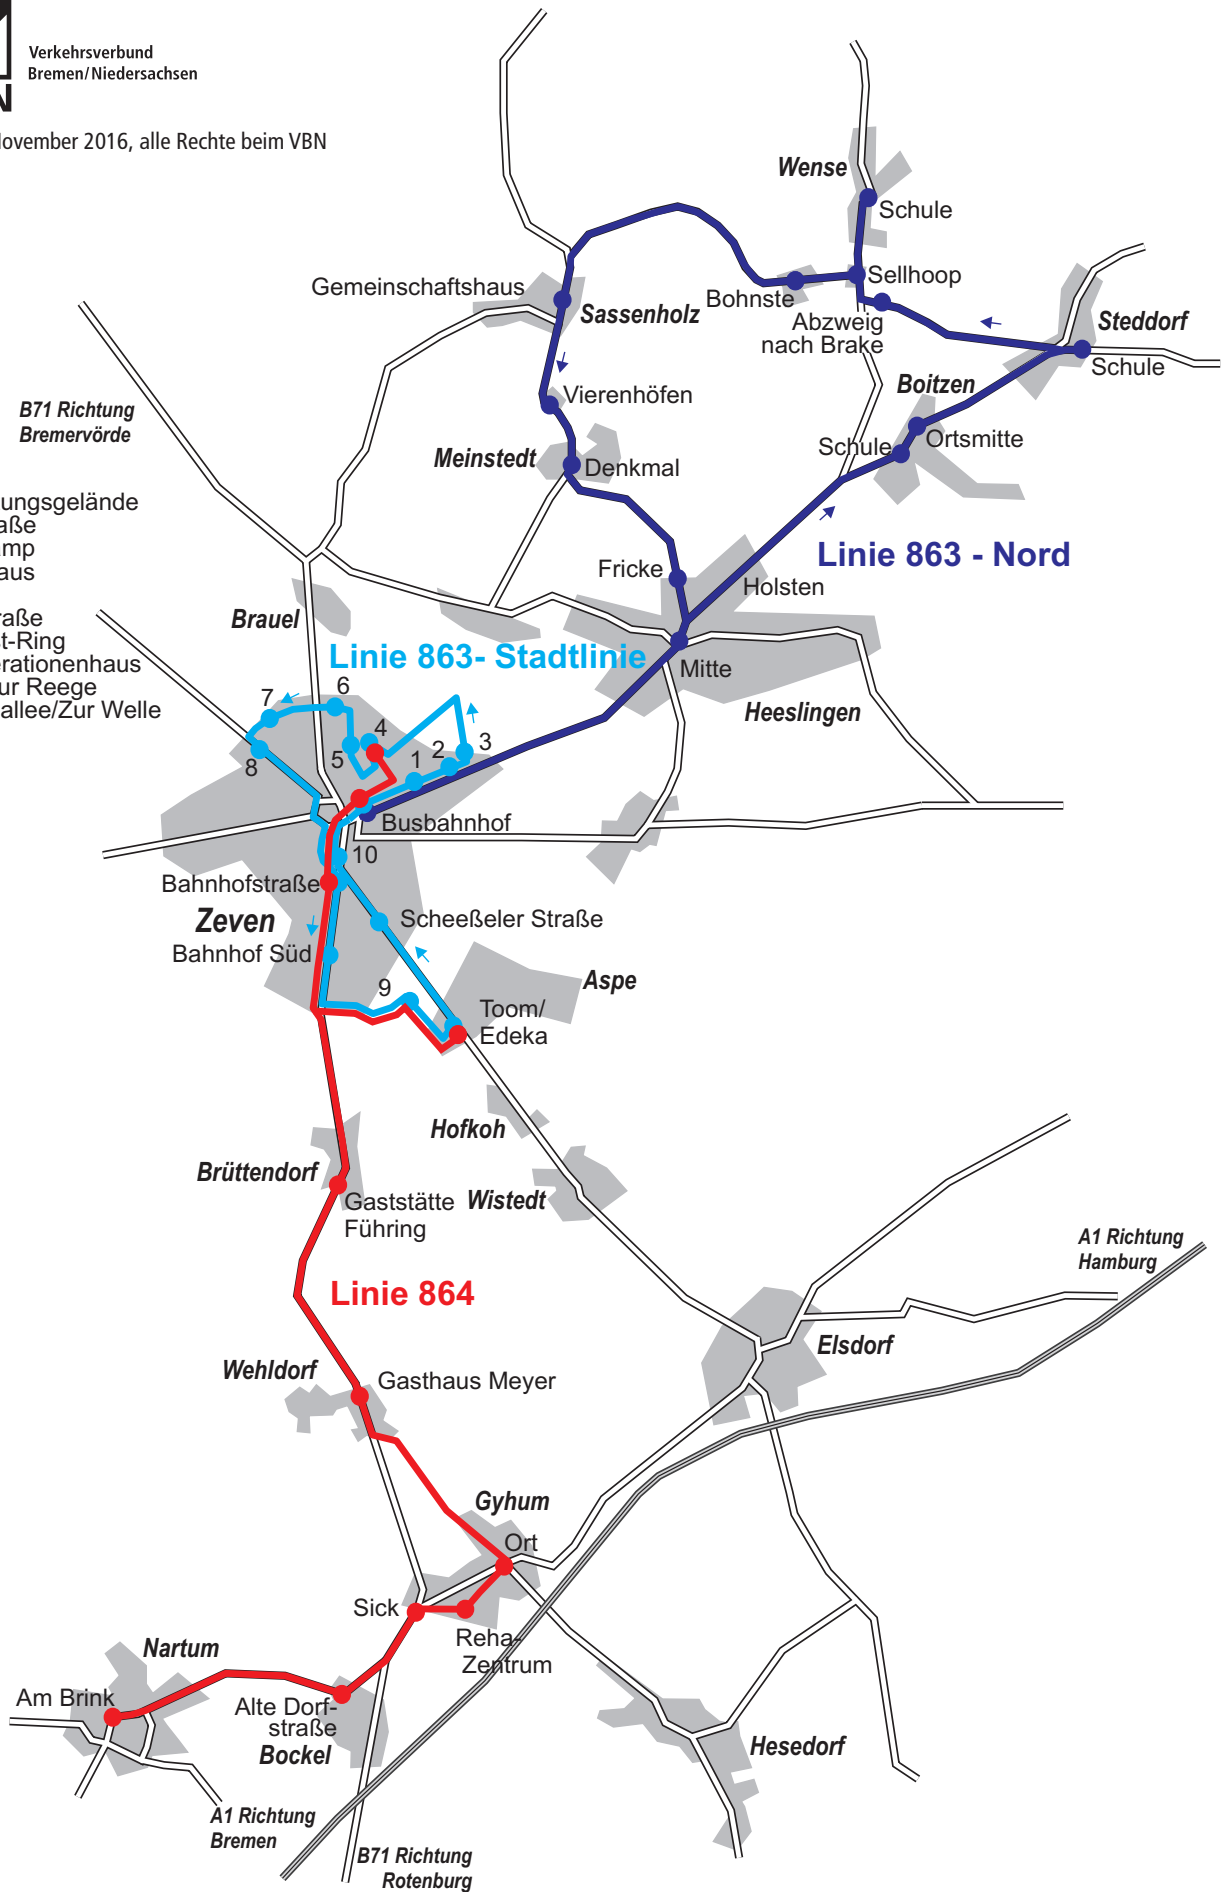 Verkehrsverbund
Bremen/Niedersachsen
November 2016, alle Rechte beim VBN
Wense
Schule
Gemeinschaftshaus
Sellhoop
Bohnste
Sassenholz
Abzweig
nach Brake
Steddorf
Schule
Boitzen
Vierenhöfen
B71 Richtung
Bremervörde
Ortsmitte
Schule
Meinstedt
Denkmal
ungsgelände
aße
amp
aus
raße
st-Ring
erationenhaus
ur Reege
allee/Zur Welle
Linie 863 - Nord
Fricke
Holsten
Brauel
Linie 863- Stadtlinie
Mitte
Heeslingen
7
6
4
5
3
2
1
8
Busbahnhof
10
Bahnhofstraße
Zeven
Scheeßeler Straße
Bahnhof Süd
Aspe
9
Toom/
Edeka
Hofkoh
Brüttendorf
Wistedt
Gaststätte
Führing
A1 Richtung
Hamburg
Linie 864
Elsdorf
Wehldorf
Gasthaus Meyer
Gyhum
Ort
Sick
Reha-
Zentrum
Nartum
Am Brink
Alte Dorf-
straße
Bockel
Hesedorf
A1 Richtung
Bremen
B71 Richtung
Rotenburg